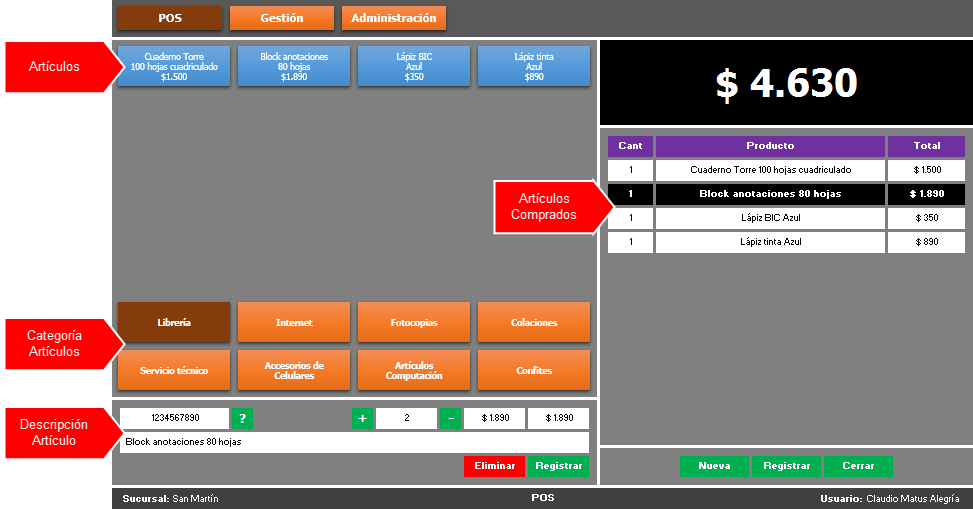 POS
Gestión
Administración
Artículos
Cuaderno Torre
100 hojas cuadriculado
$1.500
Block anotaciones
80 hojas
$1.890
Lápiz BIC
Azul
$350
Lápiz tinta
Azul
$890
$ 4.630
Cant Producto Total
1 Cuaderno Torre 100 hojas cuadriculado $ 1.500
1 Block anotaciones 80 hojas $ 1.890
1 Lápiz BIC Azul $ 350
1 Lápiz tinta Azul $ 890
Artículos
Comprados
Categoría
Artículos
Librería
Internet
Fotocopias
Colaciones
Servicio técnico
Accesorios de
Celulares
Artículos
Computación
Confites
Descripción
Artículo
1234567890 ? + 2 - $ 1.890 $ 1.890
Block anotaciones 80 hojas
Eliminar Registrar
Nueva Registrar Cerrar
Sucursal: San Martín POS Usuario: Claudio Matus Alegría